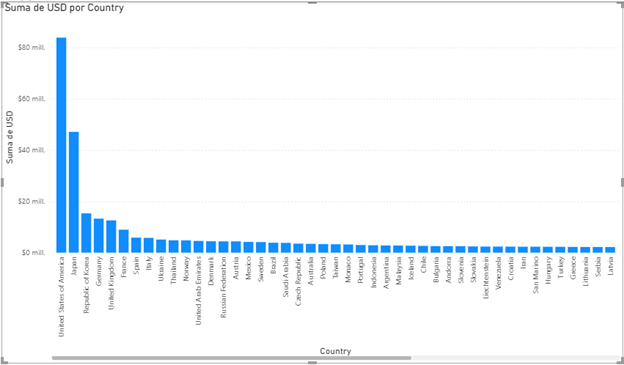 Suma de USD por Country
Suma de USD
$80 mill.
$60 mill.
$40 mill.
$20 mill.
$0 mill.
United States of America
Japan
Republic of Korea
Germany
United Kingdom
France
Spain
Italy
Ukraine
Thailand
Norway
United Arab Emirates
Denmark
Russian Federation
Austria
Mexico
Sweden
Brazil
Saudi Arabia
Czech Republic
Australia
Poland
Taiwan
Monaco
Portugal
Indonesia
Argentina
Malaysia
Iceland
Chile
Bulgaria
Andorra
Slovenia
Slovakia
Liechtenstein
Venezuela
Croatia
Iran
San Marino
Hungary
Turkey
Greece
Lithuania
Serbia
Latvia
Country